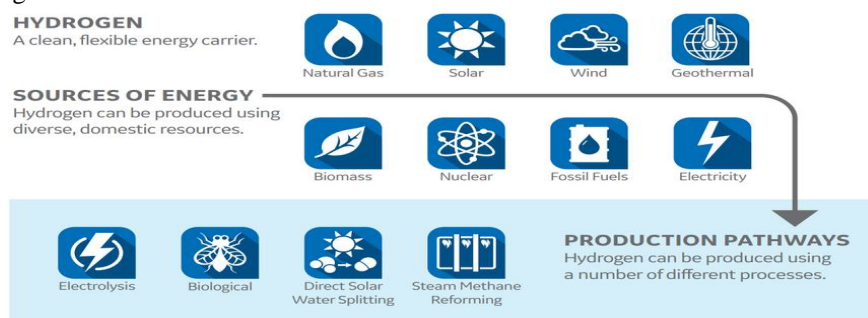 HYDROGEN
A clean, flexible energy carrier.
Natural Gas
Solar
Wind
Geothermal
SOURCES OF ENERGY
Hydrogen can be produced using
diverse, domestic resources.
Biomass
Nuclear
Fossil Fuels
Electricity
Electrolysis
Biological
Direct Solar
Water Splitting
Steam Methane
Reforming
PRODUCTION PATHWAYS
Hydrogen can be produced using
a number of different processes.